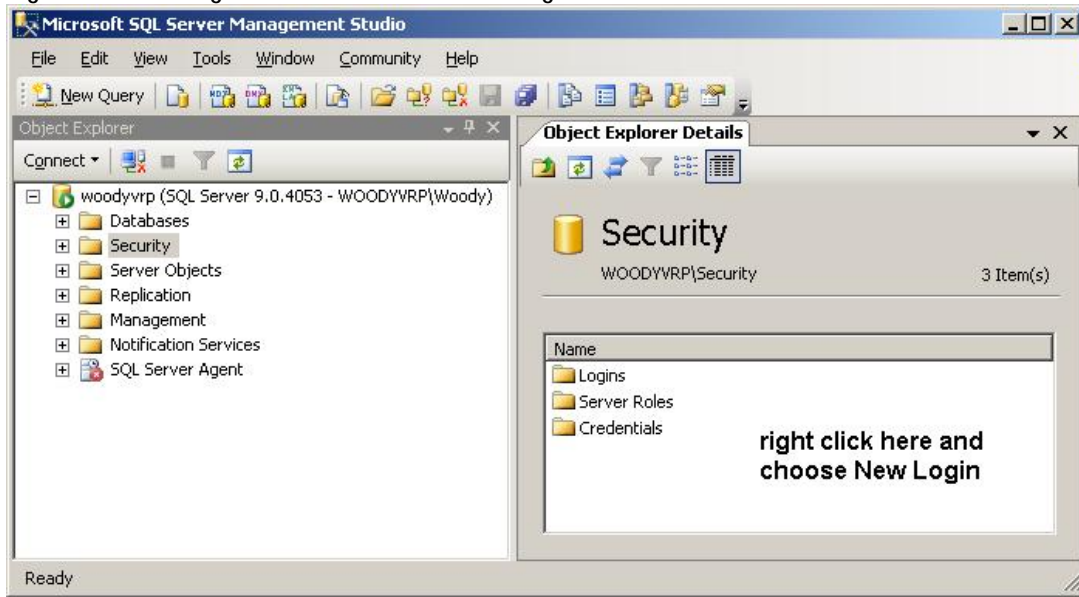 Microsoft SQL Server Management Studio
File Edit View Tools Window Community Help
New Query
Object Explorer
Connect
woodyvrp (SQL Server 9.0.4053 - WOODYVRP\Woody)
Databases
Security
Server Objects
Replication
Management
Notification Services
SQL Server Agent
Object Explorer Details
Security
WOODYVRP\Security 3 Item(s)
Name
Logins
Server Roles
Credentials
right click here and
choose New Login
Ready